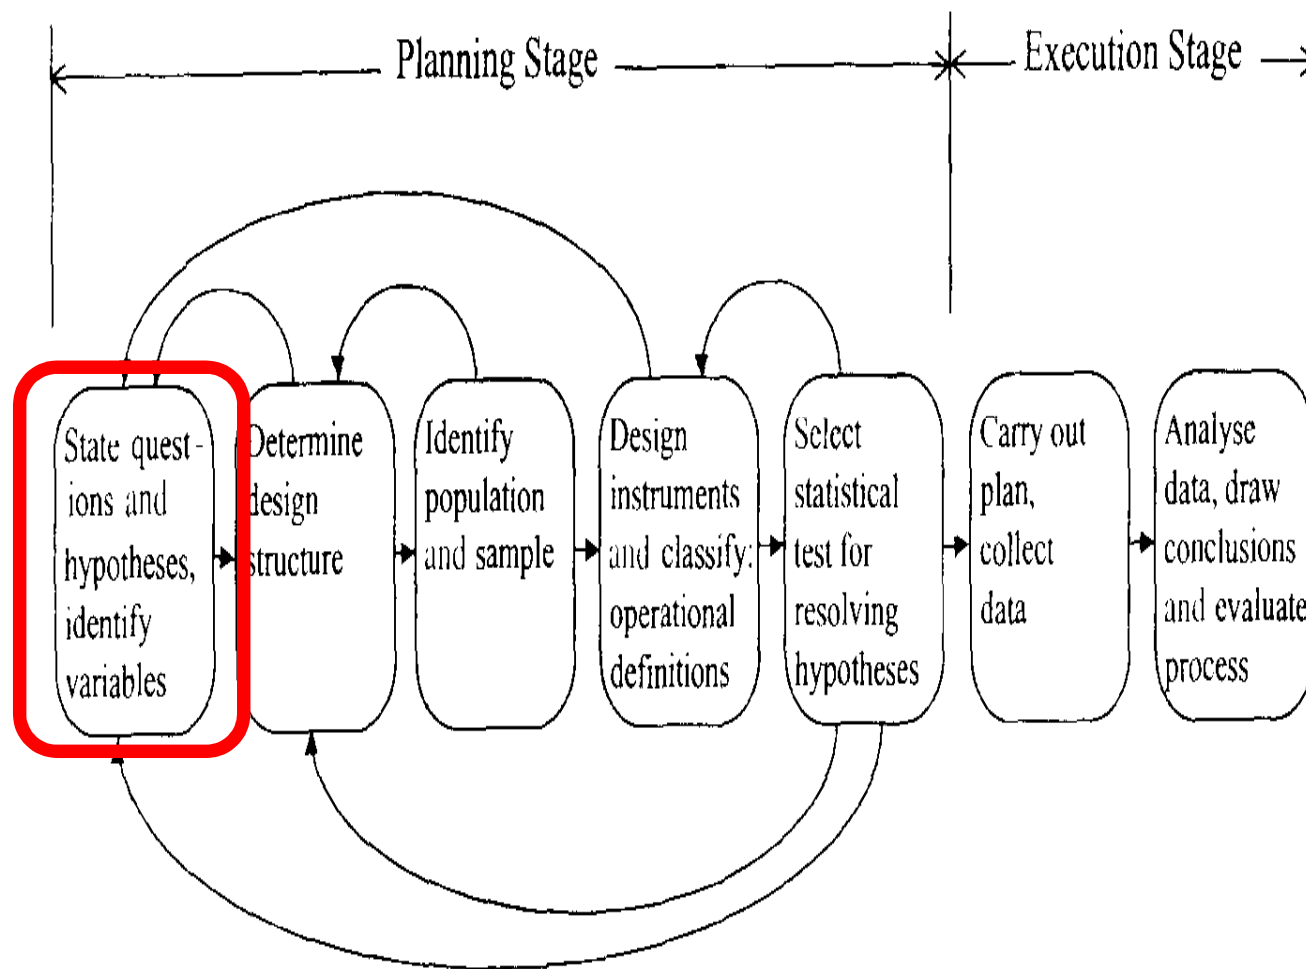 Planning Stage
Execution Stage
State quest-
ions and
hypotheses,
identify
variables
Determine
design
structure
Identify
population
and sample
Design
instruments
and classify:
operational
definitions
Select
statistical
test for
resolving
hypotheses
Carry out
plan,
collect
data
Analyse
data, draw
conclusions
and evaluate
process